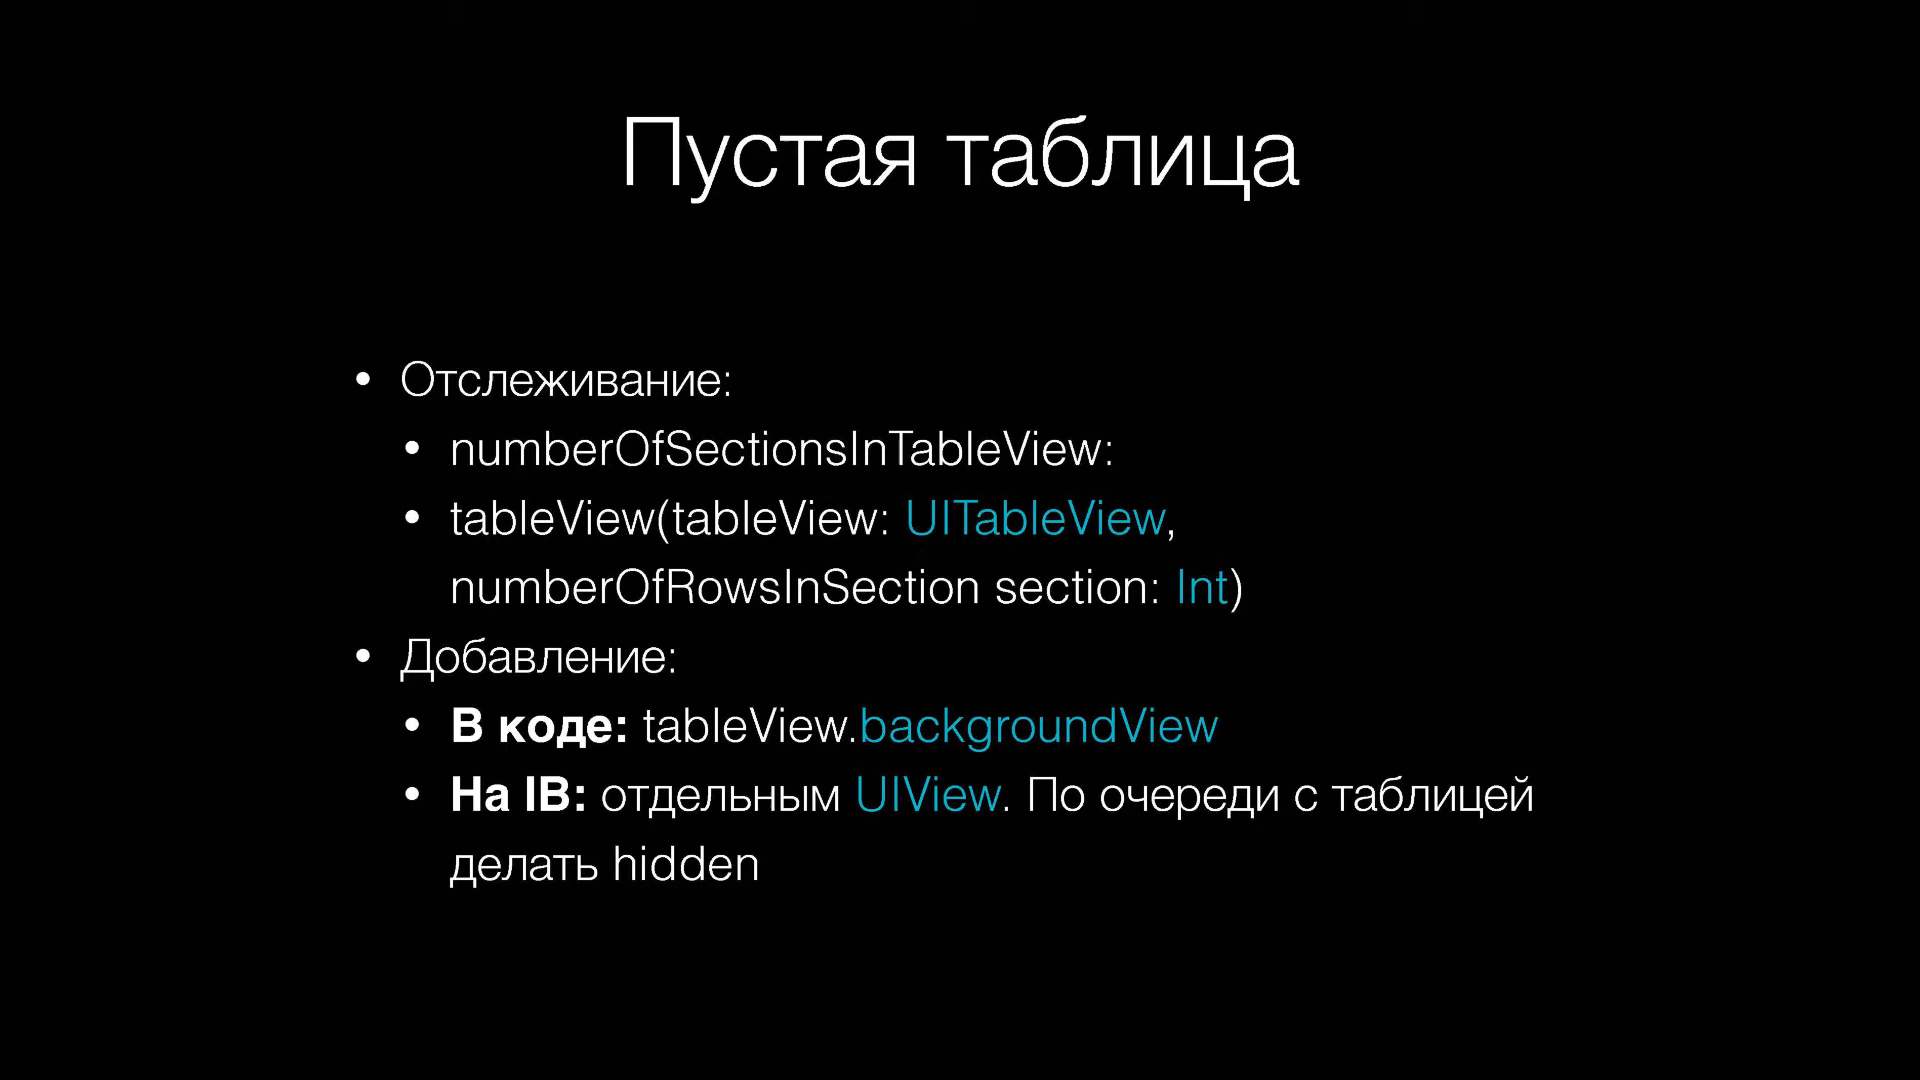 Пустая таблица
• Отслеживание:
• numberOfSectionsInTableView:
• tableView(tableView: UITableView,
numberOfRowsInSection section: Int)
• Добавление:
• В коде: tableView.backgroundView
• На IB: отдельным UIView. По очереди с таблицей
делать hidden